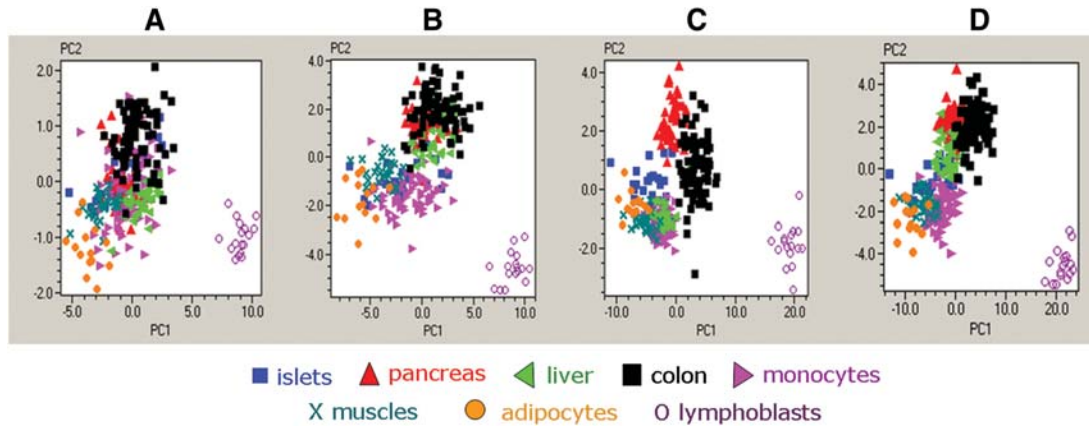 A B C D
PC2 PC2 PC2 PC2
2.0 4.0 4.0 4.0
1.0 2.0 2.0 2.0
0.0 0.0 0.0 0.0
-1.0 -2.0 -2.0
-2.0 -4.0 -2.0 -4.0
-5.0 0.0 5.0 10.0 -5.0 0.0 5.0 10.0 -10.0 0.0 10.0 20.0 -10.0 0.0 10.0 20.0
PC1 PC1 PC1 PC1
islets pancreas liver colon monocytes
X muscles adipocytes o lymphoblasts